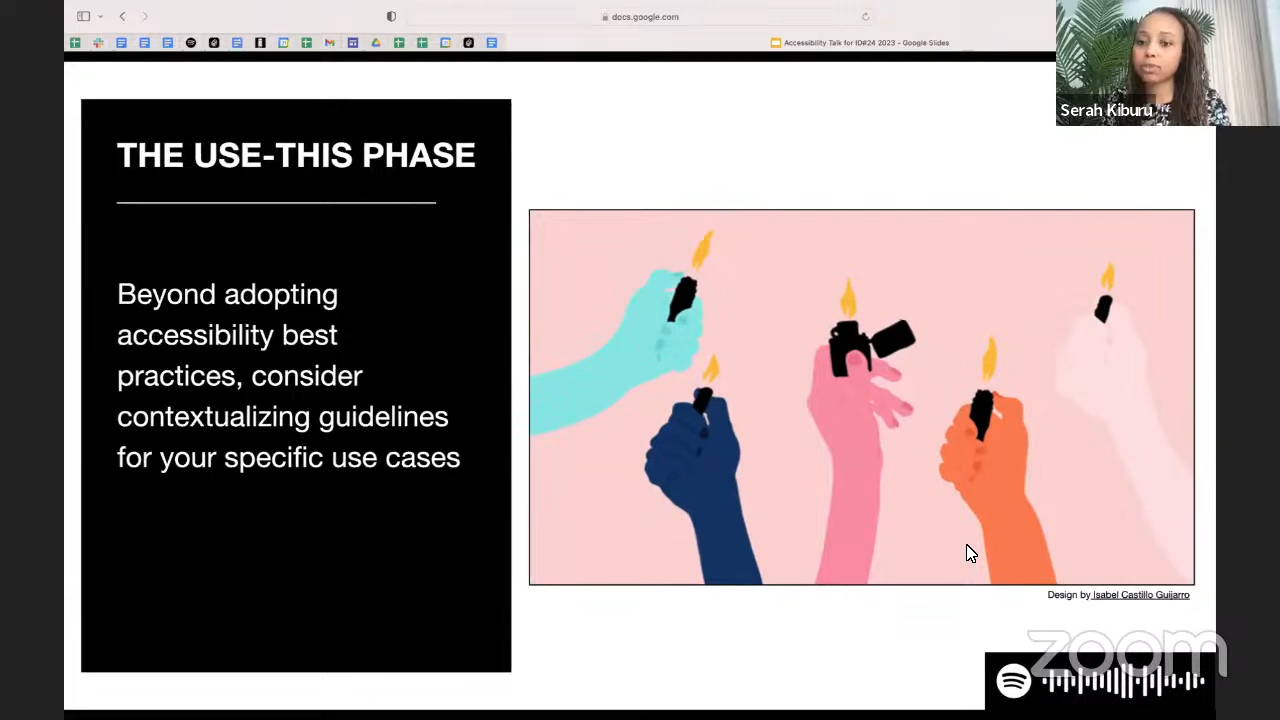 docs.google.com
Accessibility Talk for ID#24 2023 - Google Slides
Serah Kiburu
THE USE-THIS PHASE
Beyond adopting
accessibility best
practices, consider
contextualizing guidelines
for your specific use cases
Design by Isabel Castillo Guijarro
zoom